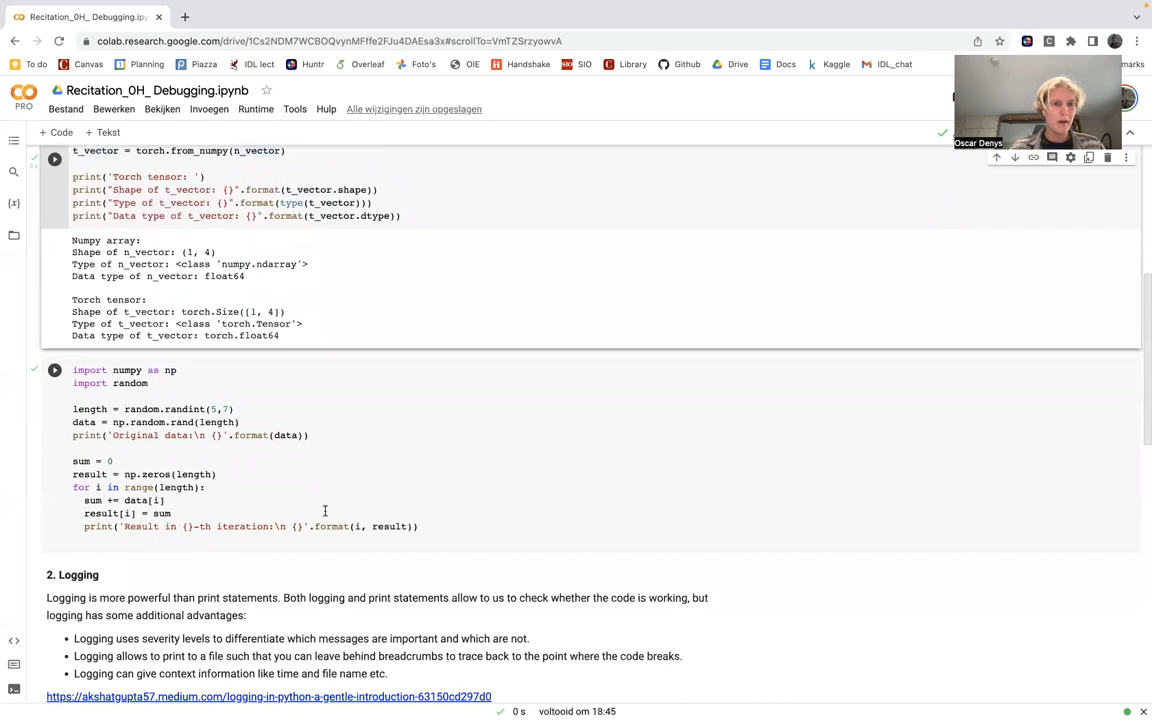 Recitation_0H_ Debugging.ipyn
colab.research.google.com/drive/1Cs2NDM7WCBOQvynMFffe2FJu4DAEsa3x#scrollTo=VmTZSrzyowvA
To do Canvas Planning Piazza IDL lect Huntr Overleaf Foto's OIE Handshake SIO SIO Library Github Drive Docs Kaggle IDL_chat
CO
PRO
Recitation_0H_ Debugging.ipynb
Bestand Bewerken Bekijken Invoegen Runtime Tools Help Alle wijzigingen zijn opgeslagen
Oscar Denys
+ Code + Tekst
t_vector = torch.from_numpy(n_vector)
print('Torch tensor: ')
print("Shape of t_vector: {}".format(t_vector.shape))
print("Type of t_vector: {}".format(type(t_vector)))
print("Data type of t_vector: {}".format(t_vector.dtype))
Numpy array:
Shape of n_vector: (1, 4)
Type of n_vector: <class 'numpy.ndarray'>
Data type of n_vector: float64
Torch tensor:
Shape of t_vector: torch.Size([1, 4])
Type of t_vector: <class 'torch.Tensor'>
Data type of t_vector: torch.float64
import numpy as np
import random
length = random.randint(5,7)
data = np.random.rand(length)
print('Original data:\n {}'.format(data))
sum = 0
result = np.zeros(length)
for i in range(length):
sum += data[i]
result[i] = sum
print('Result in {}-th iteration:\n {}'.format(i, result))
2. Logging
Logging is more powerful than print statements. Both logging and print statements allow to us to check whether the code is working, but
logging has some additional advantages:
• Logging uses severity levels to differentiate which messages are important and which are not.
• Logging allows to print to a file such that you can leave behind breadcrumbs to trace back to the point where the code breaks.
• Logging can give context information like time and file name etc.
https://akshatgupta57.medium.com/logging-in-python-a-gentle-introduction-63150cd297d0
0 s voltooid om 18:45